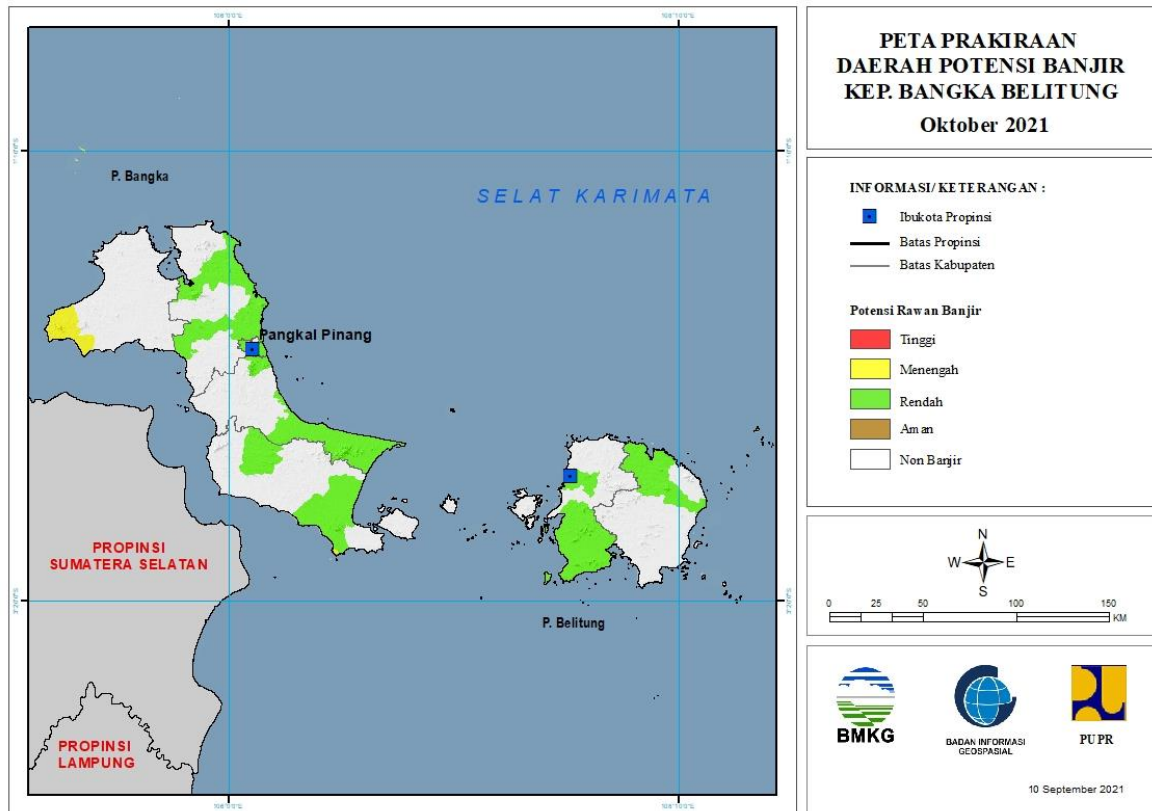 PETA PRAKIRAAN
DAERAH POTENSI BANJIR
KEP. BANGKA BELITUNG
Oktober 2021
P. Bangka
SELAT KARIMATA
Pangkal Pinang
PROPINSI
SUMATERA SELATAN
P. Belitung
PROPINSI
LAMPUNG
INFORMASI/ KETERANGAN :
Ibukota Propinsi
Batas Propinsi
Batas Kabupaten
Potensi Rawan Banjir
Tinggi
Menengah
Rendah
Aman
Non Banjir
N
W E
S
0 25 50 100 150
KM
BMKG
BADAN INFORMASI
GEOSPASIAL
PUPR
10 September 2021